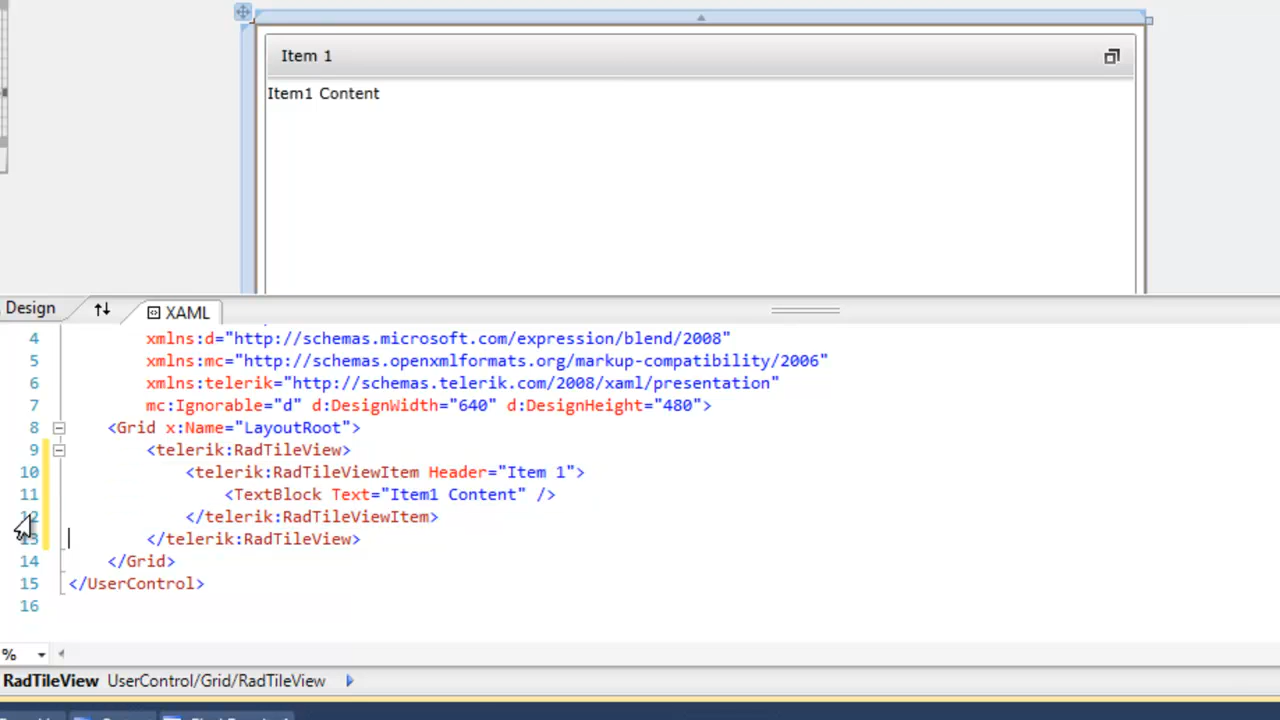 Item 1
Item1 Content
Design
XAML
4 xmlns:d="http://schemas.microsoft.com/expression/blend/2008"
5 xmlns:mc="http://schemas.openxmlformats.org/markup-compatibility/2006"
6 xmlns:telerik="http://schemas.telerik.com/2008/xaml/presentation"
7 mc:Ignorable="d" d:DesignWidth="640" d:DesignHeight="480">
8 <Grid x:Name="LayoutRoot">
9 <telerik:RadTileView>
10 <telerik:RadTileViewItem Header="Item 1">
11 <TextBlock Text="Item1 Content" />
12 </telerik:RadTileViewItem>
13 </telerik:RadTileView>
14 </Grid>
15 </UserControl>
16
%
RadTileView UserControl/Grid/RadTileView